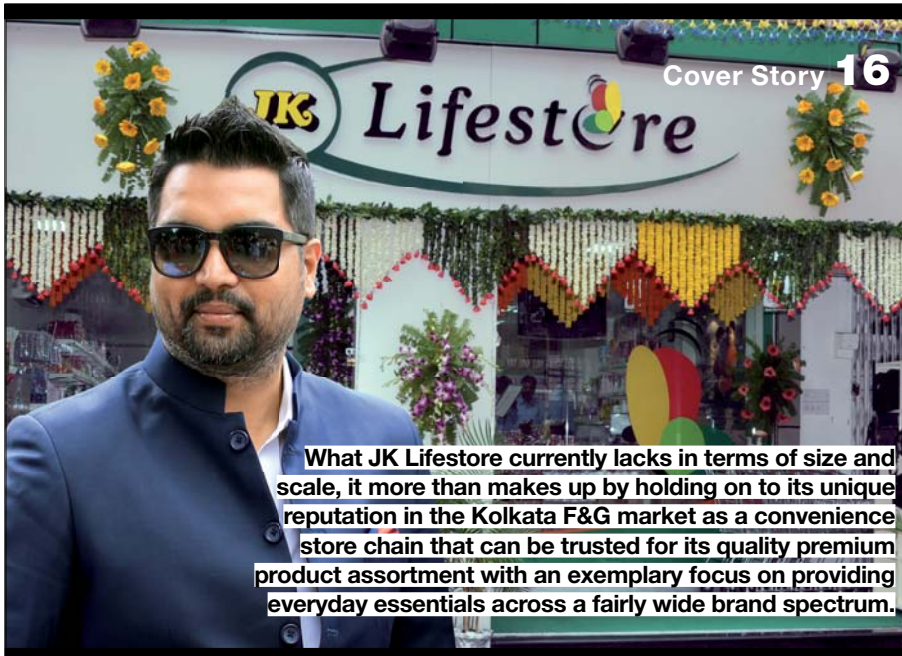 Cover Story 16
JK Lifestore
What JK Lifestore currently lacks in terms of size and
scale, it more than makes up by holding on to its unique
reputation in the Kolkata F&G market as a convenience
store chain that can be trusted for its quality premium
product assortment with an exemplary focus on providing
everyday essentials across a fairly wide brand spectrum.